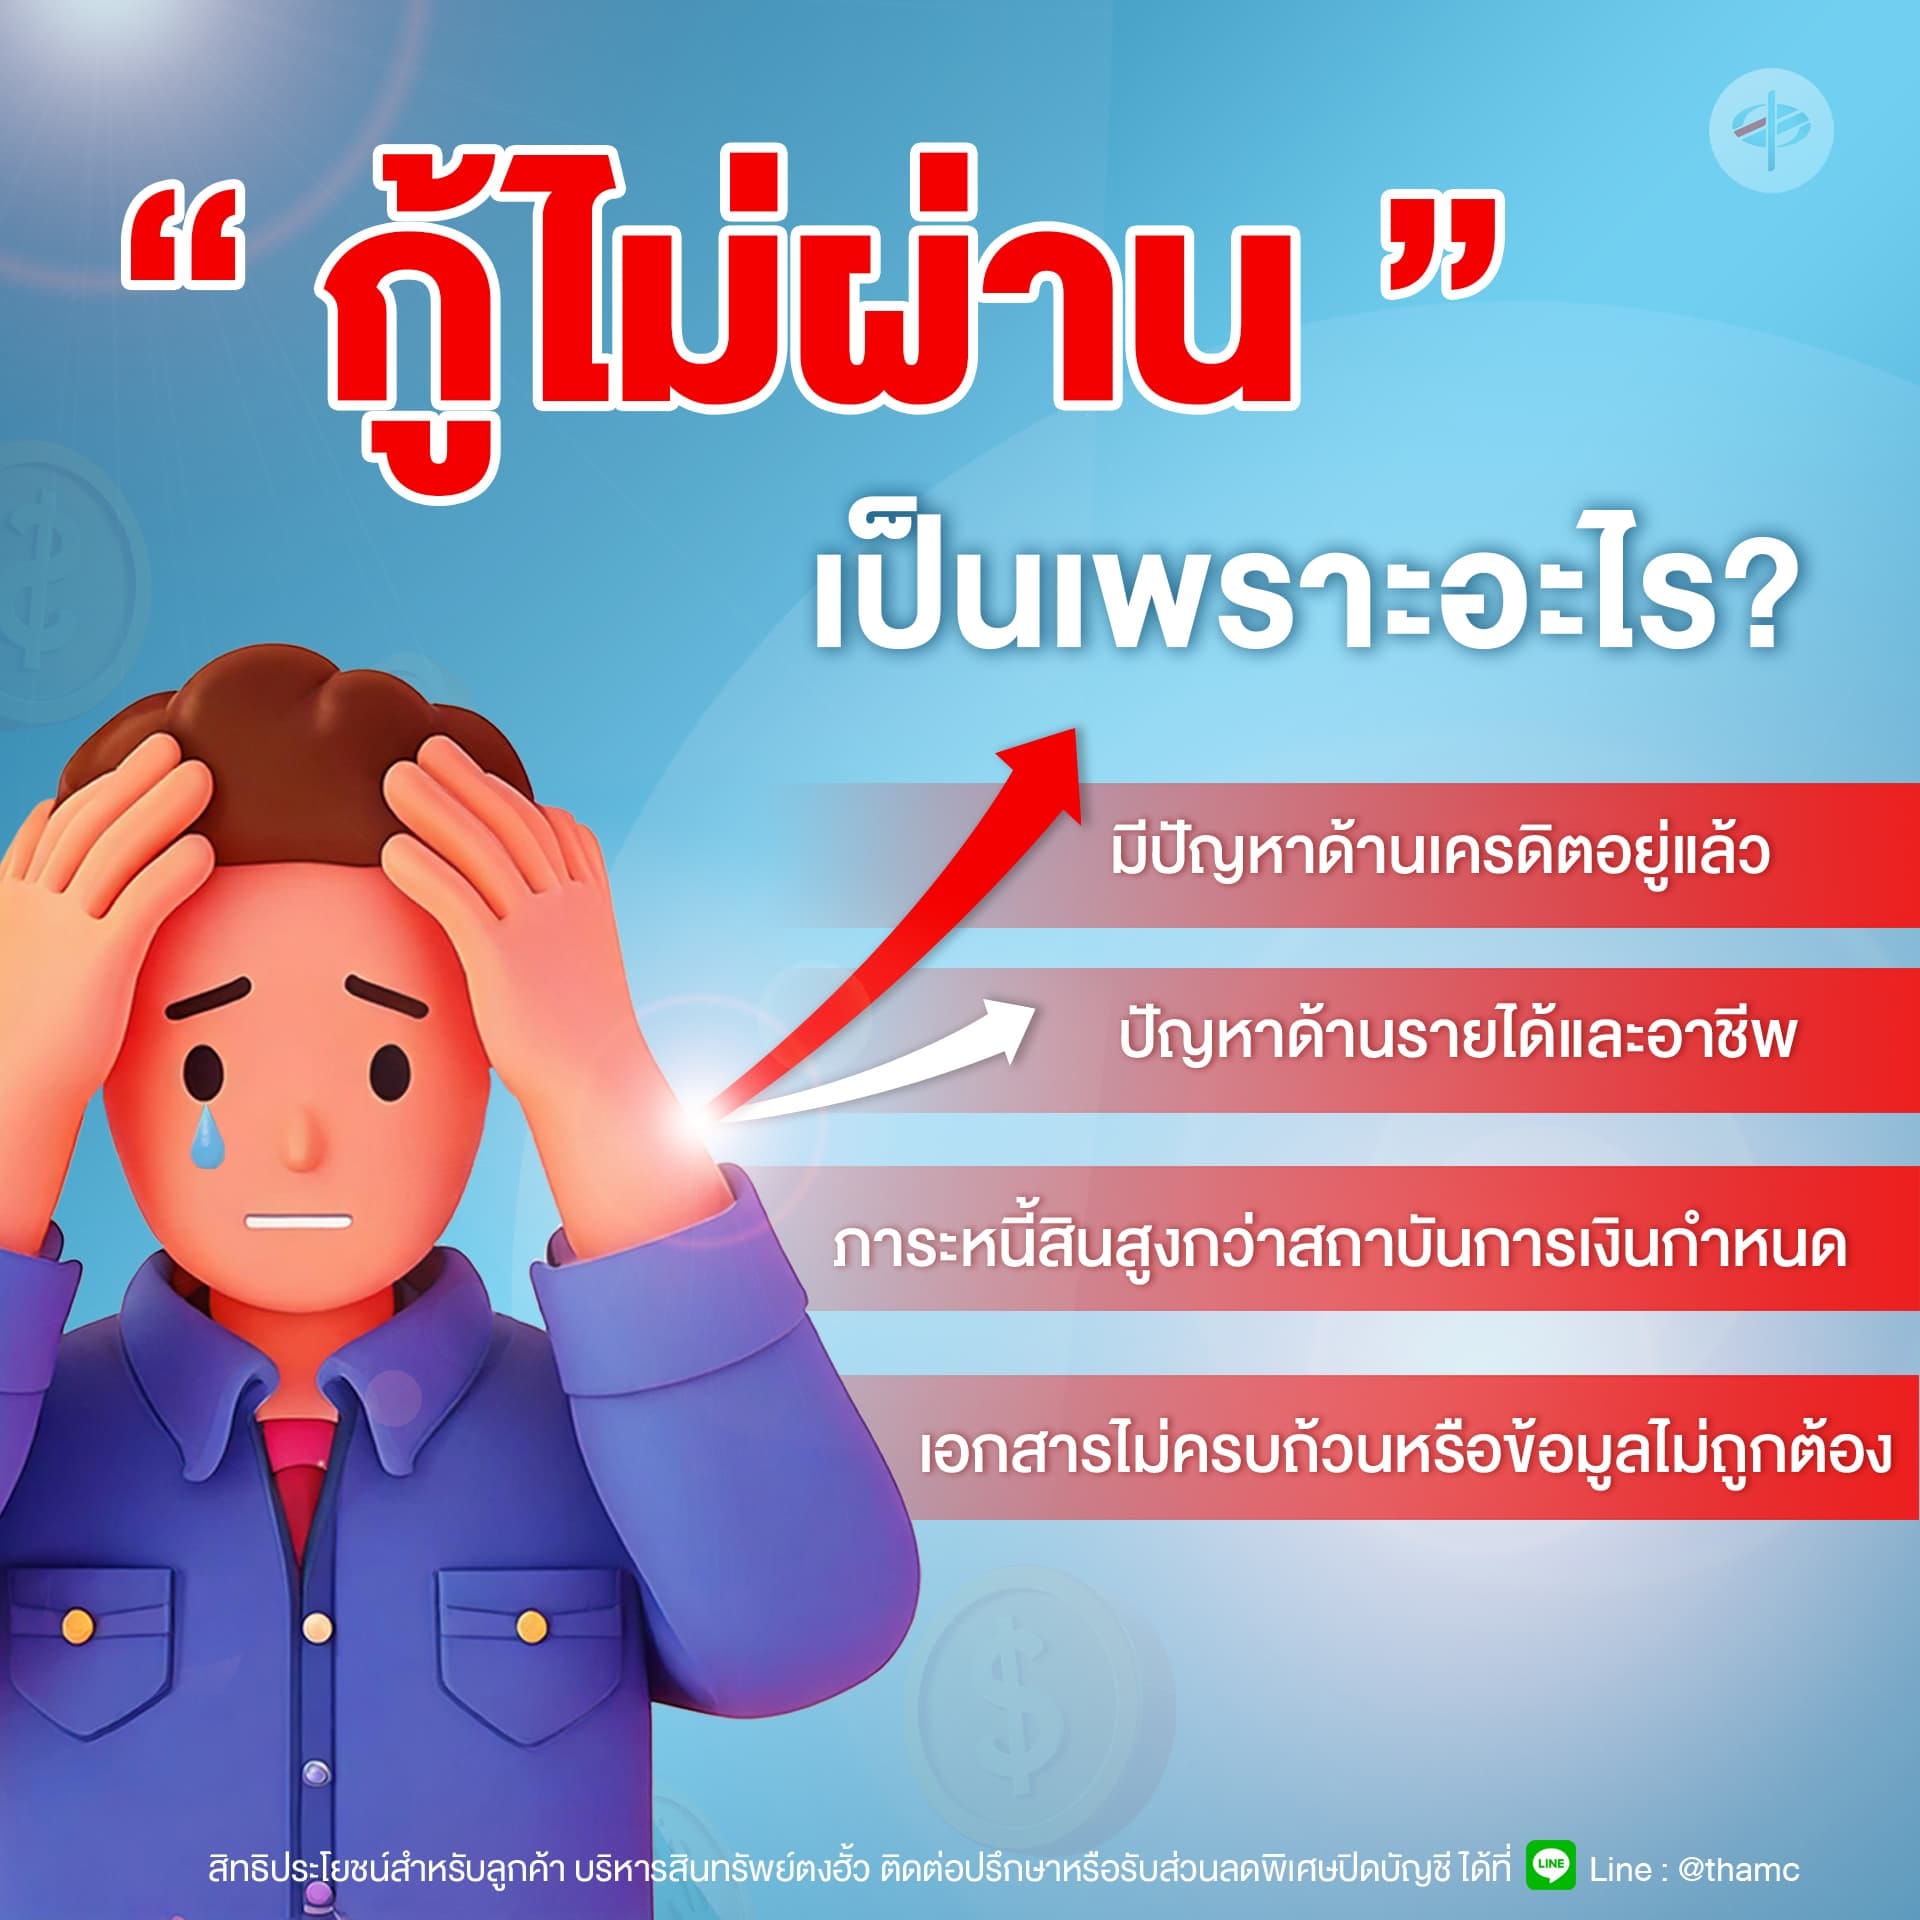 “ กู้ไม่ผ่าน ”
เป็นเพราะอะไร?
มีปัญหาด้านเครดิตอยู่แล้ว
ปัญหาด้านรายได้และอาชีพ
ภาระหนี้สินสูงกว่าสถาบันการเงินกำหนด
เอกสารไม่ครบถ้วนหรือข้อมูลไม่ถูกต้อง
สิทธิประโยชน์สำหรับลูกค้า บริหารสินทรัพย์ตงฮั้ว ติดต่อปรึกษาหรือรับส่วนลดพิเศษปิดบัญชี ได้ที่ LINE Line : @thamc